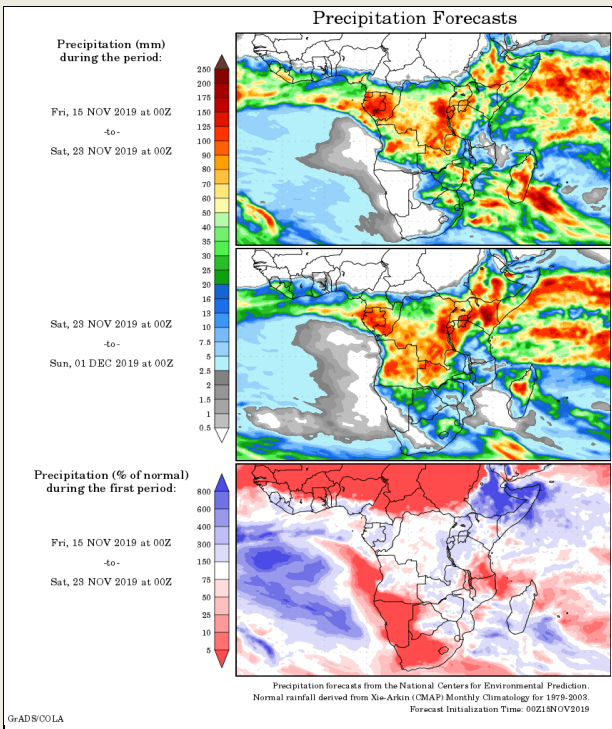 Precipitation Forecasts
Precipitation (mm)
during the period:
Fri, 15 NOV 2019 at 00Z
-to-
Sat, 23 NOV 2019 at 00Z
250
200
175
150
125
100
90
80
70
60
50
40
35
30
25
20
16
13
10
7.5
5
2.5
2
1.5
1
0.5
Sat, 23 NOV 2019 at 00Z
-to-
Sun, 01 DEC 2019 at 00Z
Precipitation (% of normal)
during the first period:
Fri, 15 NOV 2019 at 00Z
-to-
Sat, 23 NOV 2019 at 00Z
800
600
400
300
150
75
50
25
10
5
Precipitation forecasts from the National Centers for Environmental Prediction.
Normal rainfall derived from Xie-Arkin (CMAP) Monthly Climatology for 1979-2003.
Forecast Initialization Time: 00Z15NOV2019
GrADS/COLA